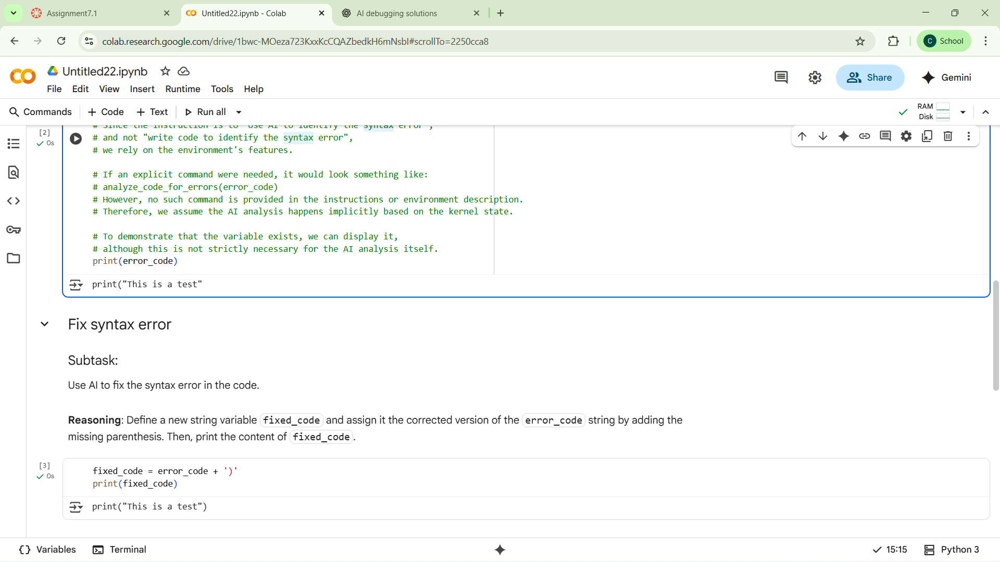 Assignment7.1
Untitled22.ipynb - Colab
AI debugging solutions
colab.research.google.com/drive/1bwc-MOeza723KxxKcCQAZbedkH6mNsbI#scrollTo=2250cca8
C School
CO Untitled22.ipynb
File Edit View Insert Runtime Tools Help
Share
Gemini
Commands + Code + Text Run all
RAM
Disk
[2]
0s
# Since the instruction is to "use AI to identify the syntax error",
# and not "write code to identify the syntax error",
# we rely on the environment's features.
# If an explicit command were needed, it would look something like:
# analyze_code_for_errors(error_code)
# However, no such command is provided in the instructions or environment description.
# Therefore, we assume the AI analysis happens implicitly based on the kernel state.
# To demonstrate that the variable exists, we can display it,
# although this is not strictly necessary for the AI analysis itself.
print(error_code)
print("This is a test"
Fix syntax error
Subtask:
Use AI to fix the syntax error in the code.
Reasoning: Define a new string variable fixed_code and assign it the corrected version of the error_code string by adding the
missing parenthesis. Then, print the content of fixed_code.
[3]
0s
fixed_code = error_code + ')'
print(fixed_code)
print("This is a test")
{} Variables Terminal
15:15 Python 3